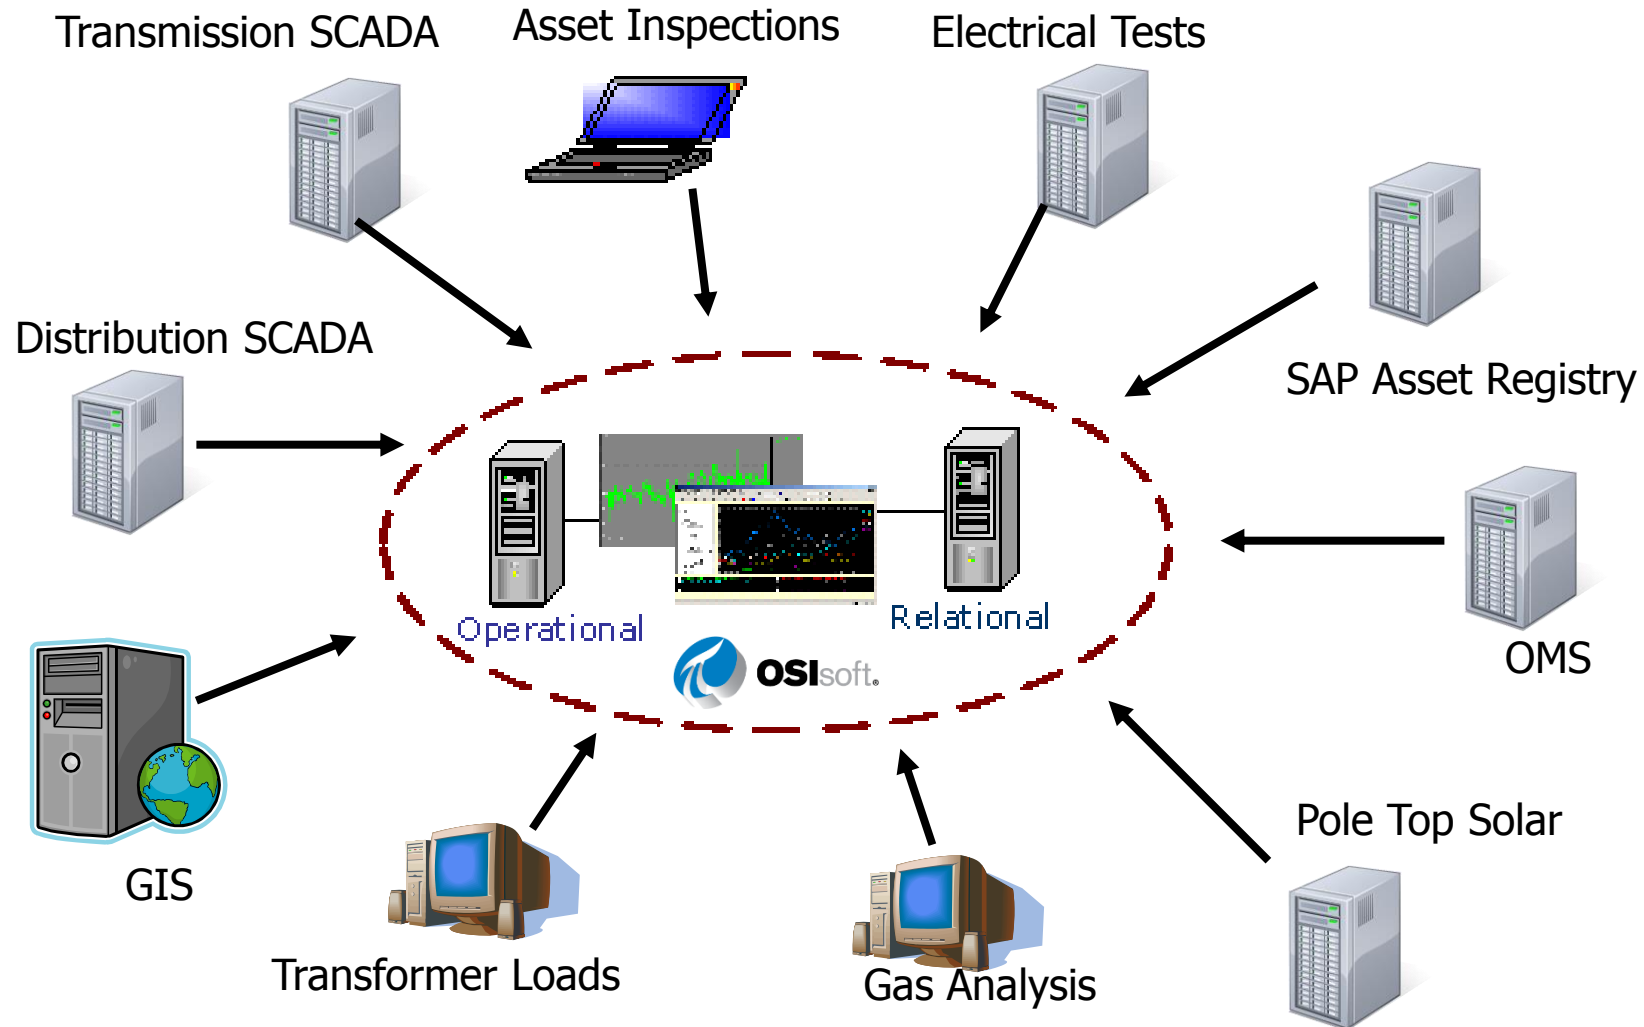 Transmission SCADA
Asset Inspections
Electrical Tests
Distribution SCADA
SAP Asset Registry
Operational
Relational
OSIsoft.
OMS
GIS
Pole Top Solar
Transformer Loads
Gas Analysis